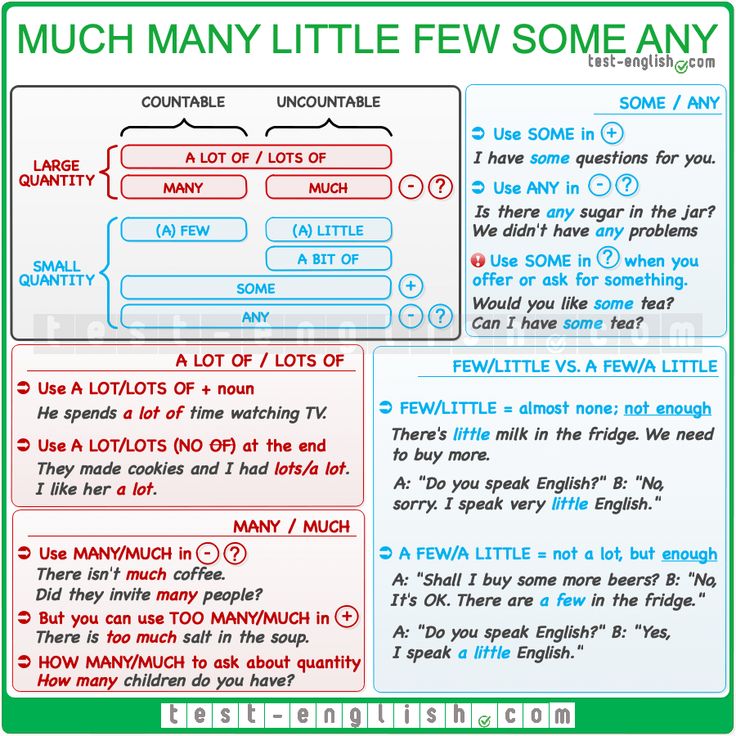 MUCH MANY LITTLE FEW SOME ANY
test-english.com
COUNTABLE UNCOUNTABLE
LARGE
QUANTITY
A LOT OF / LOTS OF
MANY MUCH - ?
SMALL
QUANTITY
(A) FEW (A) LITTLE
A BIT OF
SOME +
ANY - ?
SOME / ANY
Use SOME in +
I have some questions for you.
Use ANY in - ?
Is there any sugar in the jar?
We didn't have any problems
! Use SOME in ? when you
offer or ask for something.
Would you like some tea?
Can I have some tea?
test-english.com
A LOT OF / LOTS OF
Use A LOT/LOTS OF + noun
He spends a lot of time watching TV.
Use A LOT/LOTS (NO OF) at the end
They made cookies and I had lots/a lot.
I like her a lot.
MANY / MUCH
Use MANY/MUCH in - ?
There isn't much coffee.
Did they invite many people?
But you can use TOO MANY/MUCH in +
There is too much salt in the soup.
HOW MANY/MUCH to ask about quantity
How many children do you have?
FEW/LITTLE VS. A FEW/A LITTLE
FEW/LITTLE = almost none; not enough
There's little milk in the fridge. We need
to buy more.
A: "Do you speak English?" B: "No,
sorry. I speak very little English."
A FEW/A LITTLE = not a lot, but enough
A: "Shall I buy some more beers? B: "No,
It's OK. There are a few in the fridge."
A: "Do you speak English?" B: "Yes,
I speak a little English."
test-english.com